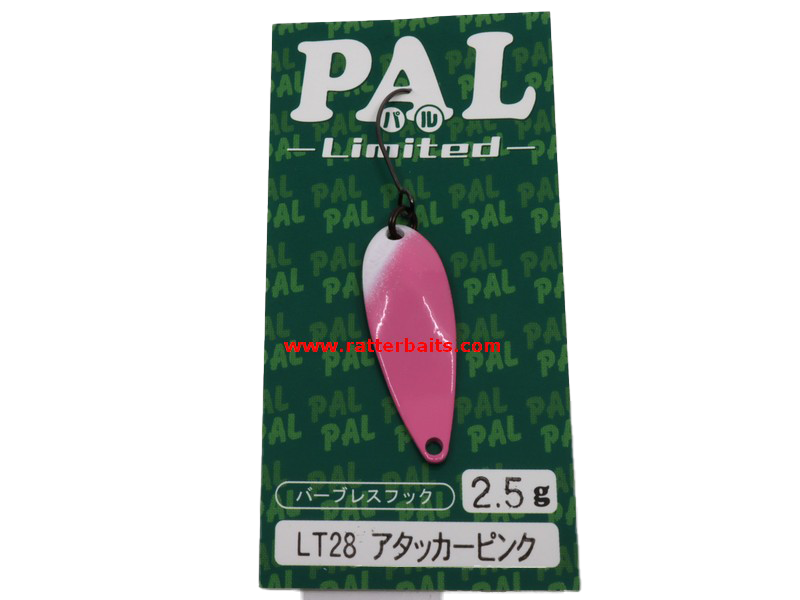 PAL
パル
Limited
www.ratterbaits.com
バーブレスフック
2.5g
LT28 アタッカーピンク